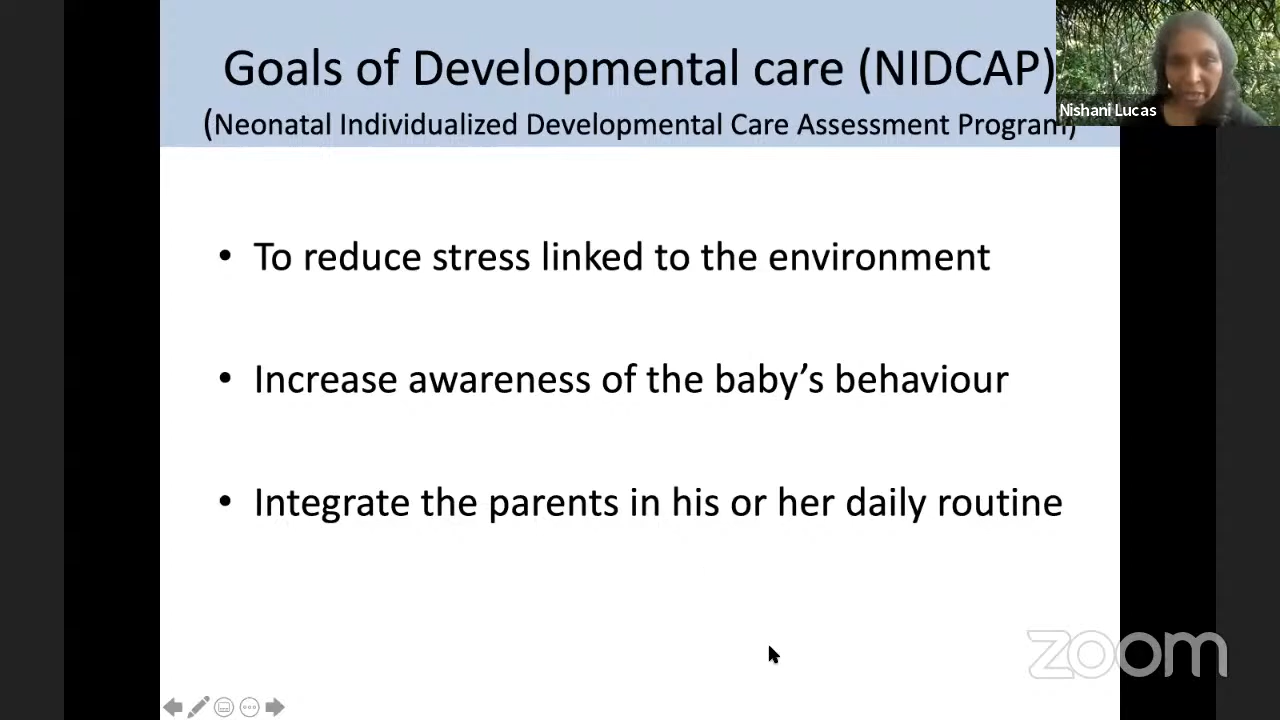 Goals of Developmental care (NIDCAP)
(Neonatal Individualized Developmental Care Assessment Program)
Nishani Lucas
• To reduce stress linked to the environment
• Increase awareness of the baby’s behaviour
• Integrate the parents in his or her daily routine
zoom